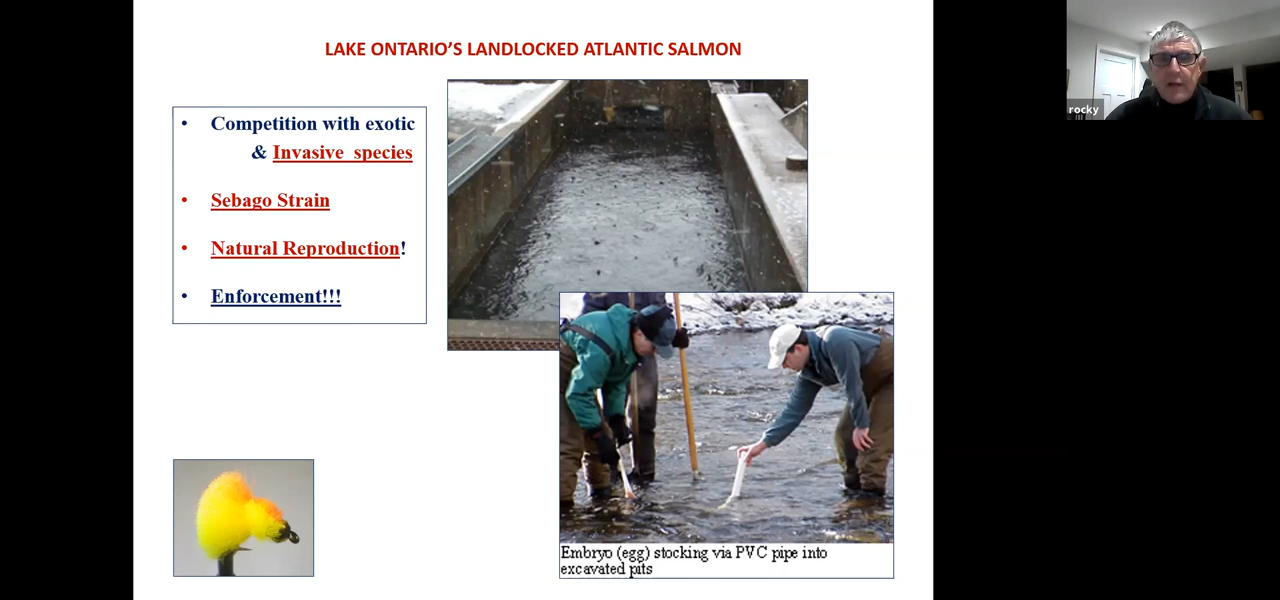 LAKE ONTARIO'S LANDLOCKED ATLANTIC SALMON
• Competition with exotic
& Invasive species
• Sebago Strain
• Natural Reproduction!
• Enforcement!!!
Embryo (egg) stocking via PVC pipe into
excavated pits
rocky